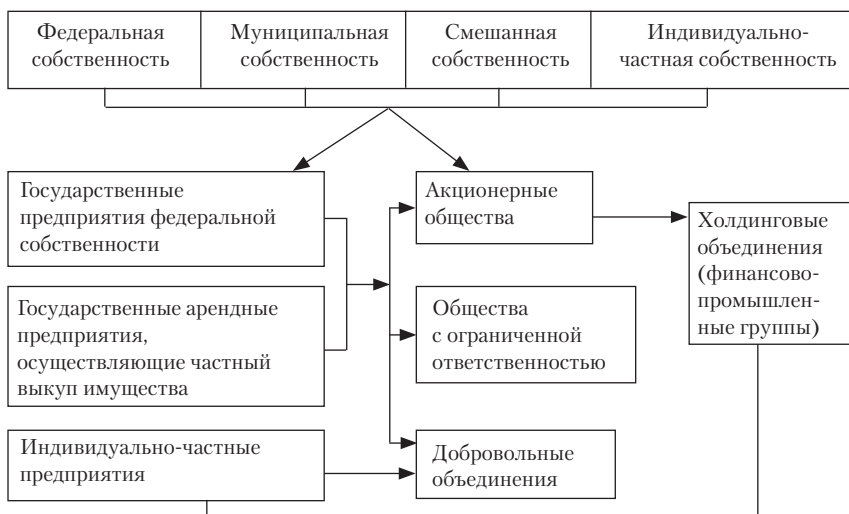 Федеральная
собственность
Муниципальная
собственность
Смешанная
собственность
Индивидуально-
частная собственность
Государственные
предприятия федеральной
собственности
Акционерные
общества
Холдинговые
объединения
(финансово-
промышлен-
ные группы)
Государственные арендные
предприятия,
осуществляющие частный
выкуп имущества
Общества
с ограниченной
ответственностью
Индивидуально-частные
предприятия
Добровольные
объединения